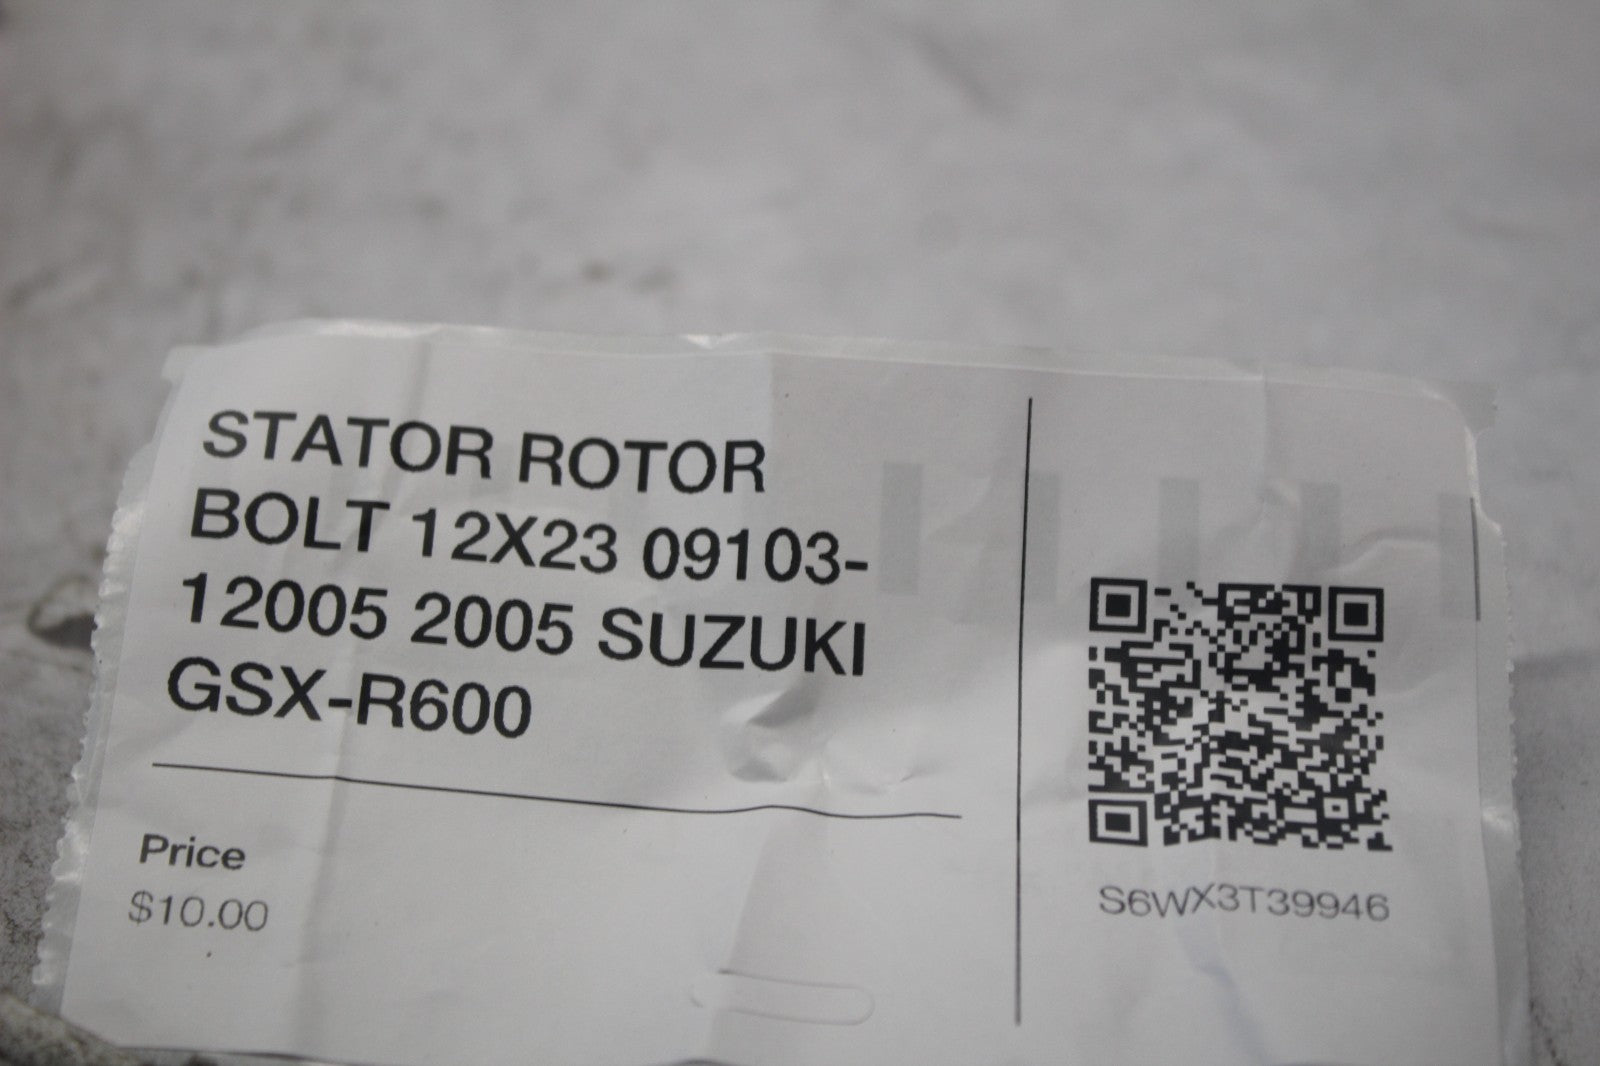 STATOR ROTOR
BOLT 12X23 09103-
12005 2005 SUZUKI
GSX-R600
Price
$10.00
S6WX3T39946